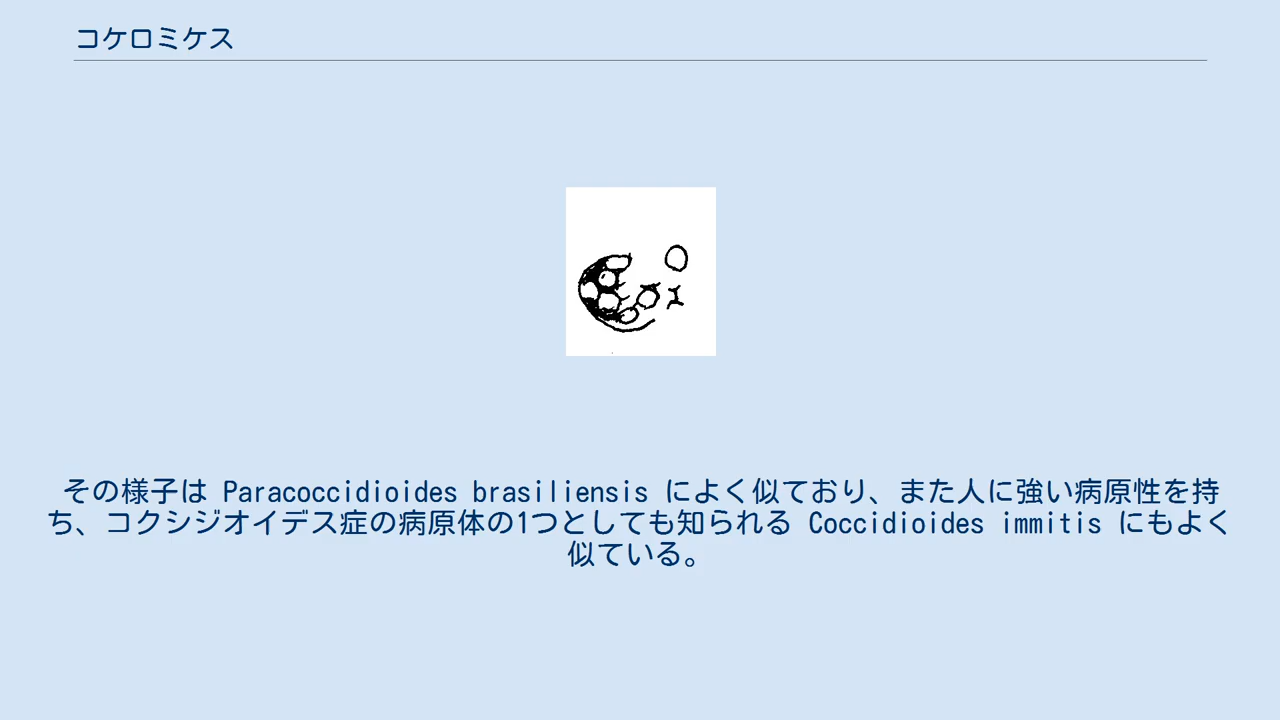 コケロミケス
その様子は Paracoccidioides brasiliensis によく似ており、また人に強い病原性を持
ち、コクシジオイデス症の病原体の1つとしても知られる Coccidioides immitis にもよく
似ている。